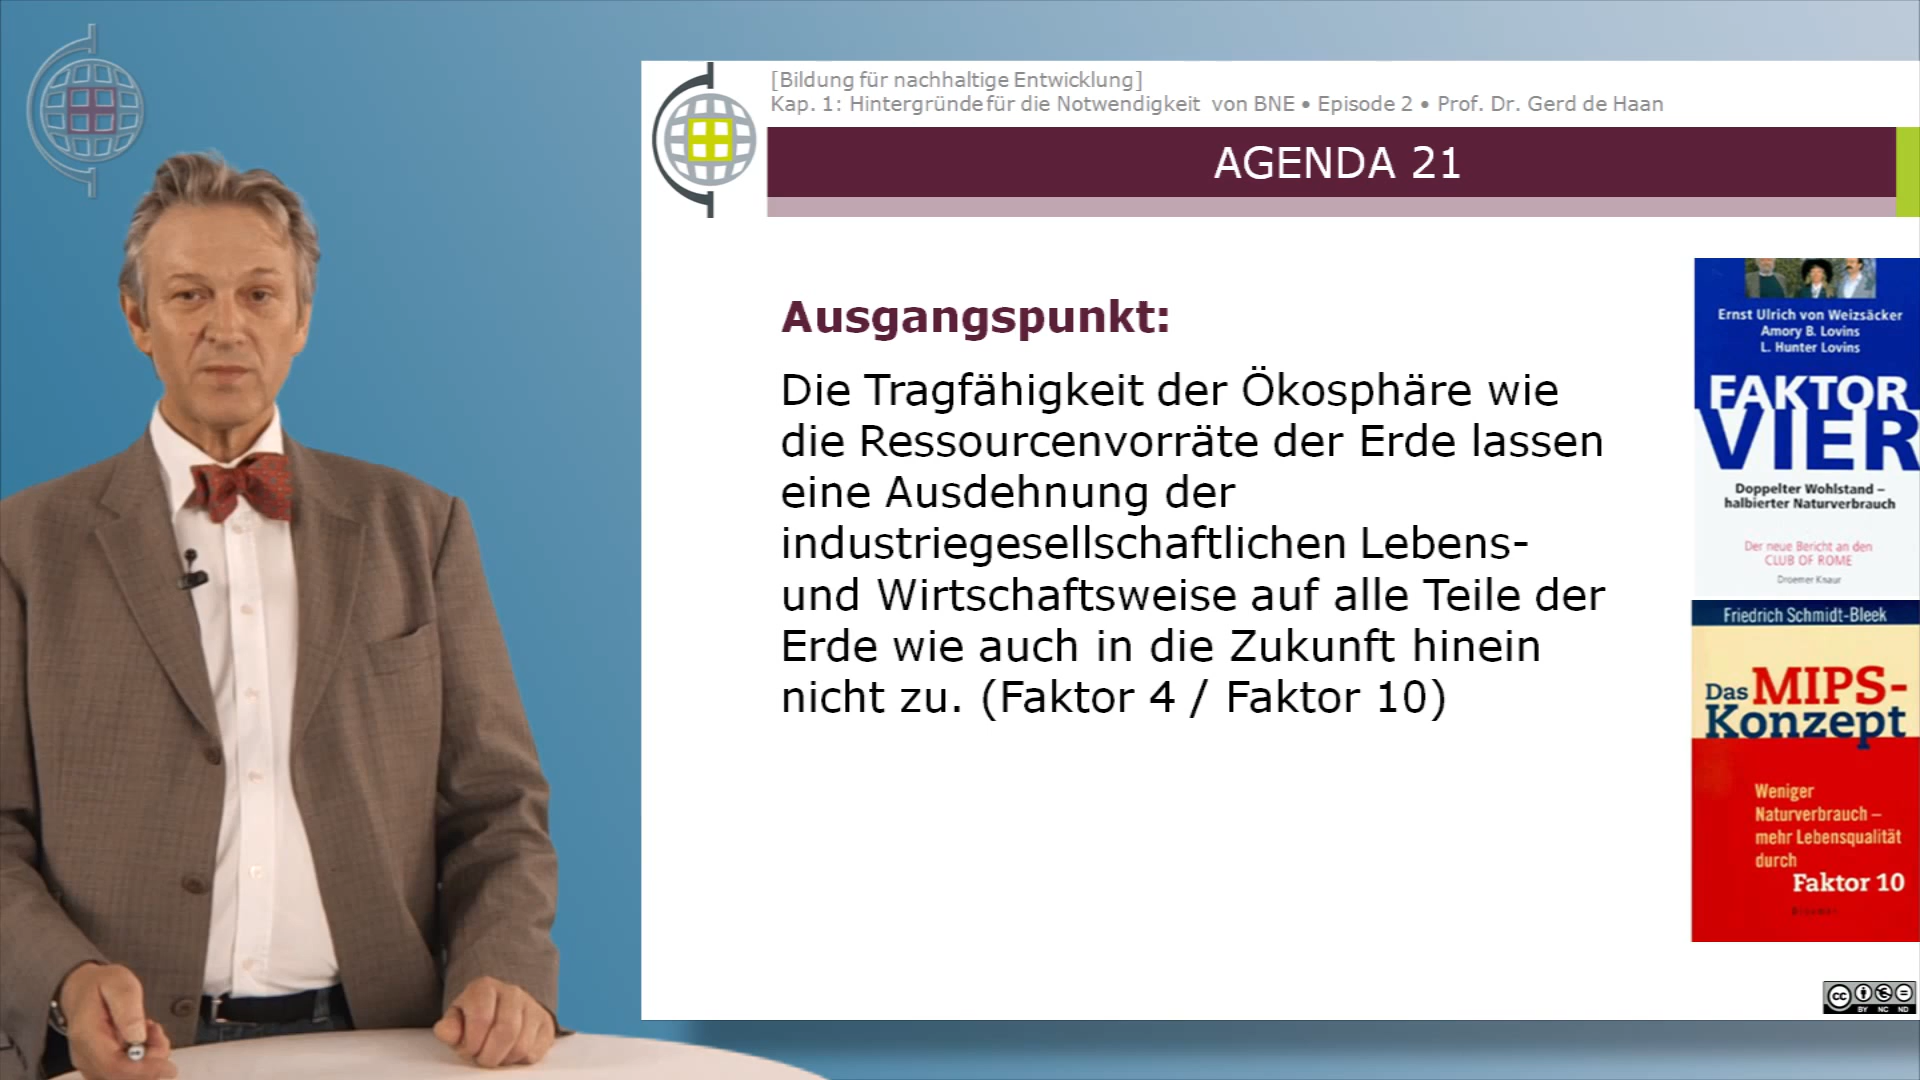 [Bildung für nachhaltige Entwicklung]
Kap. 1: Hintergründe für die Notwendigkeit von BNE • Episode 2 • Prof. Dr. Gerd de Haan
AGENDA 21
Ausgangspunkt:
Die Tragfähigkeit der Ökosphäre wie
die Ressourcenvorräte der Erde lassen
eine Ausdehnung der
industriegesellschaftlichen Lebens-
und Wirtschaftsweise auf alle Teile der
Erde wie auch in die Zukunft hinein
nicht zu. (Faktor 4 / Faktor 10)
Ernst Ulrich von Weizsäcker
Amory B. Lovins
L. Hunter Lovins
FAKTOR
VIER
Doppelter Wohlstand –
halbierter Naturverbrauch
Der neue Bericht an den
CLUB OF ROME
Droemer Knaur
Friedrich Schmidt-Bleek
Das MIPS-
Konzept
Weniger
Naturverbrauch –
mehr Lebensqualität
durch
Faktor 10
cc
BY NC ND